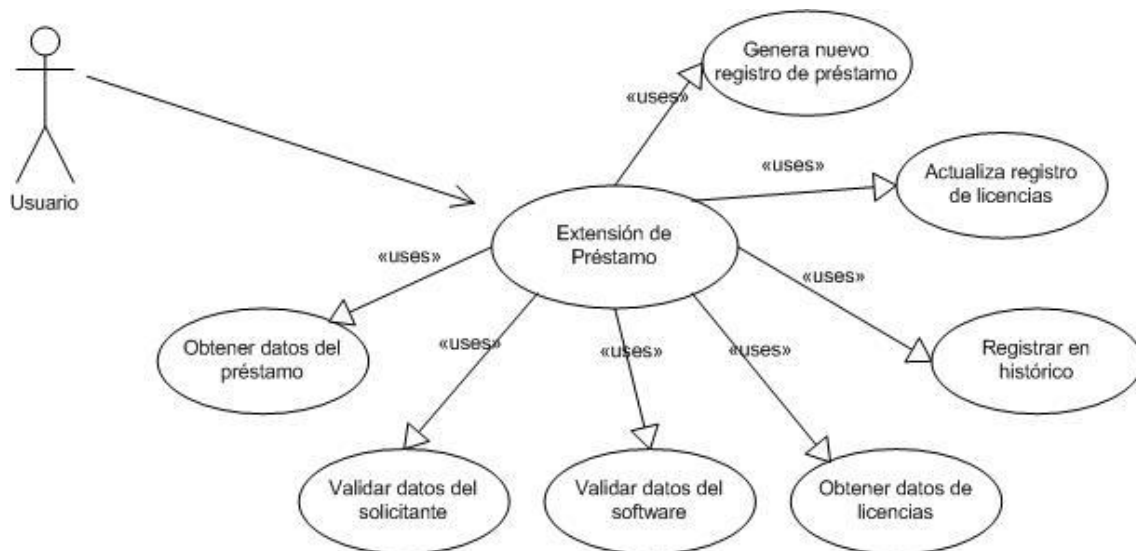 Genera nuevo
registro de préstamo
«uses»
«uses»
Actualiza registro
de licencias
Usuario
Extensión de
Préstamo
«uses»
«uses»
Obtener datos del
préstamo
«uses»
«uses»
«uses»
Registrar en
histórico
Validar datos del
solicitante
Validar datos del
software
Obtener datos de
licencias